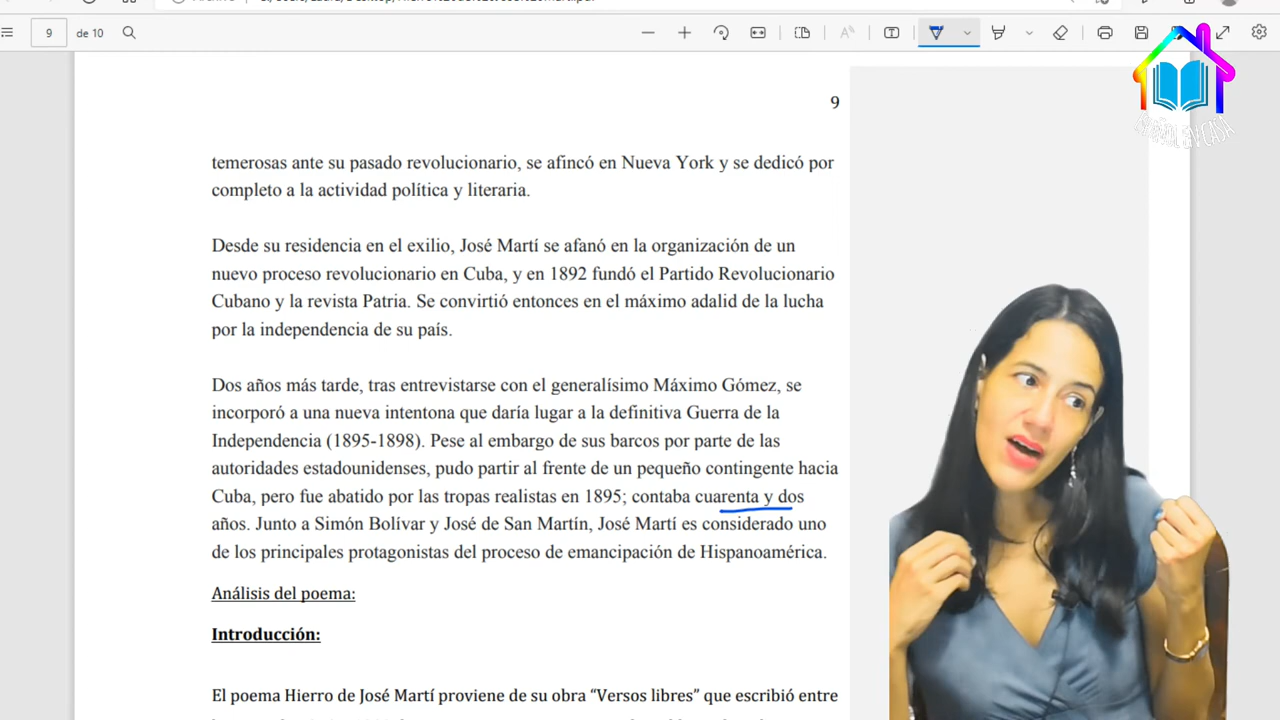 9
de 10
9
temerosas ante su pasado revolucionario, se afincó en Nueva York y se dedicó por
completo a la actividad política y literaria.
Desde su residencia en el exilio, José Martí se afanó en la organización de un
nuevo proceso revolucionario en Cuba, y en 1892 fundó el Partido Revolucionario
Cubano y la revista Patria. Se convirtió entonces en el máximo adalid de la lucha
por la independencia de su país.
Dos años más tarde, tras entrevistarse con el generalísimo Máximo Gómez, se
incorporó a una nueva intentona que daría lugar a la definitiva Guerra de la
Independencia (1895-1898). Pese al embargo de sus barcos por parte de las
autoridades estadounidenses, pudo partir al frente de un pequeño contingente hacia
Cuba, pero fue abatido por las tropas realistas en 1895; contaba cuarenta y dos
años. Junto a Simón Bolívar y José de San Martín, José Martí es considerado uno
de los principales protagonistas del proceso de emancipación de Hispanoamérica.
Análisis del poema:
Introducción:
El poema Hierro de José Martí proviene de su obra “Versos libres” que escribió entre